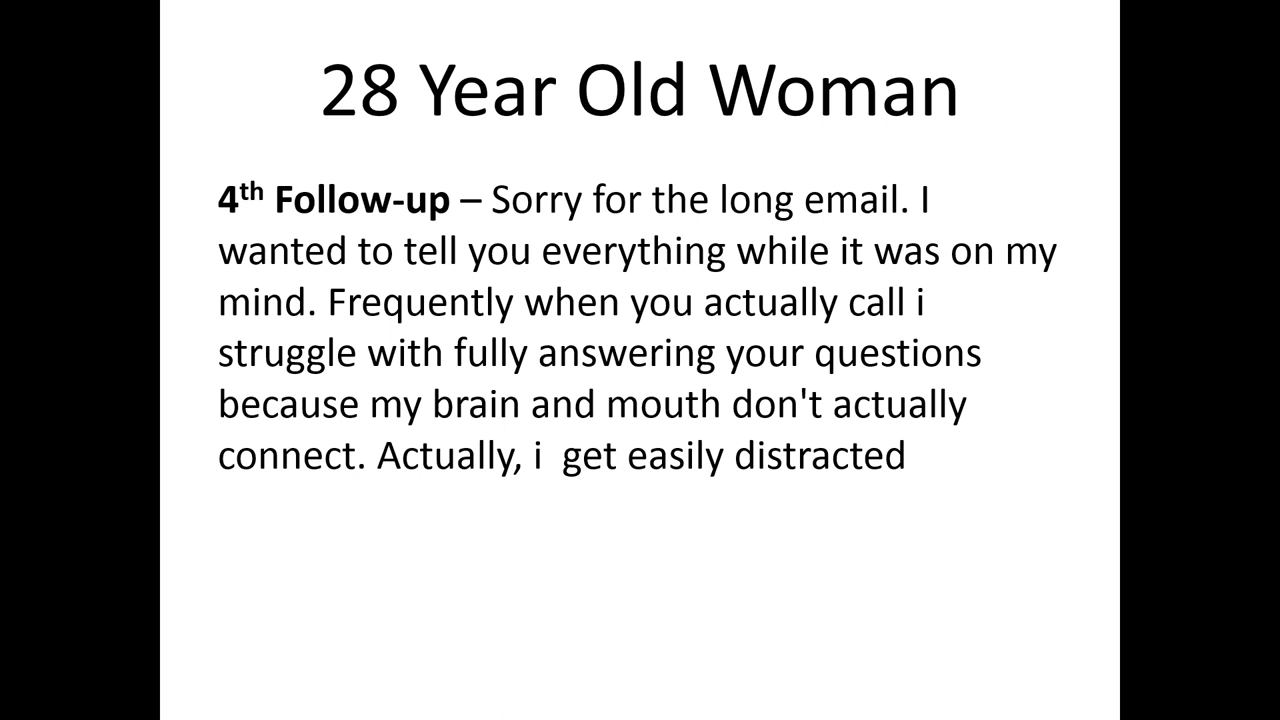 28 Year Old Woman
4th Follow-up – Sorry for the long email. I
wanted to tell you everything while it was on my
mind. Frequently when you actually call i
struggle with fully answering your questions
because my brain and mouth don't actually
connect. Actually, i  get easily distracted